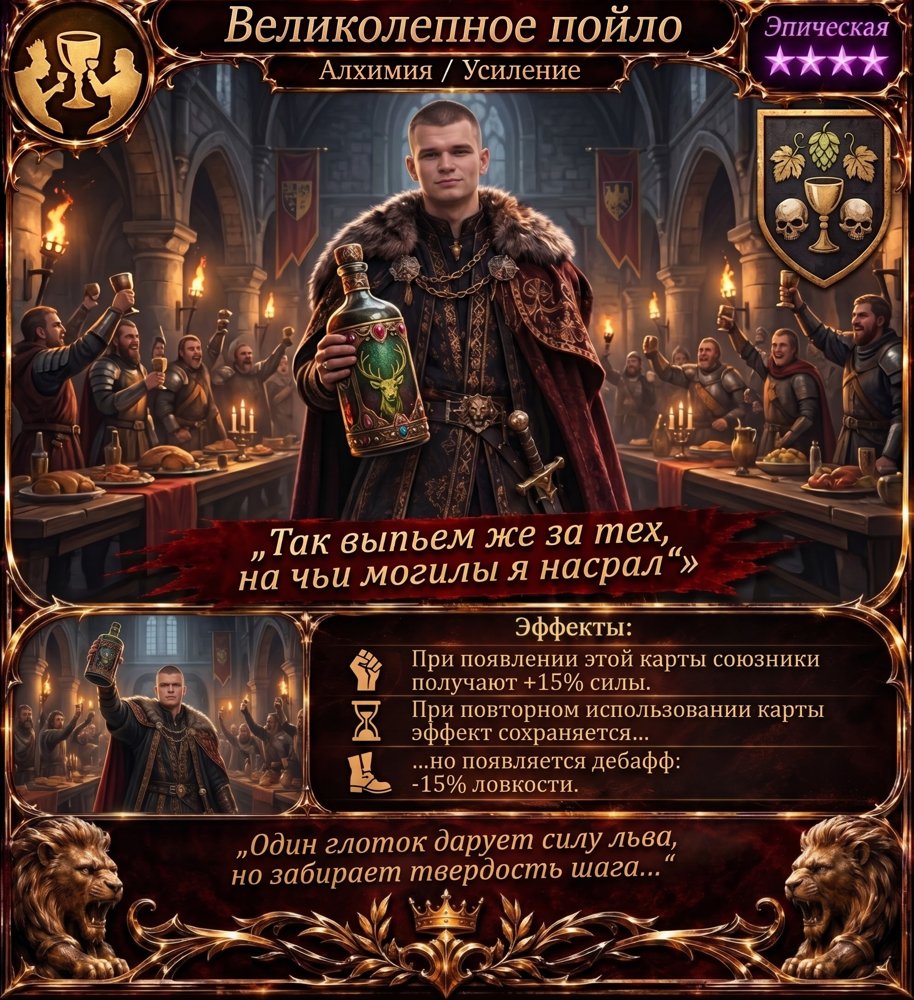 Великолепное пойло
Эпическая
Алхимия / Усиление
„Так выпьем же за тех,
на чьи могилы я насрал“»
Эффекты:
При появлении этой карты союзники
получают +15% силы.
При повторном использовании карты
эффект сохраняется...
...но появляется дебафф:
-15% ловкости.
„Один глоток дарует силу льва,
но забирает твердость шага...“